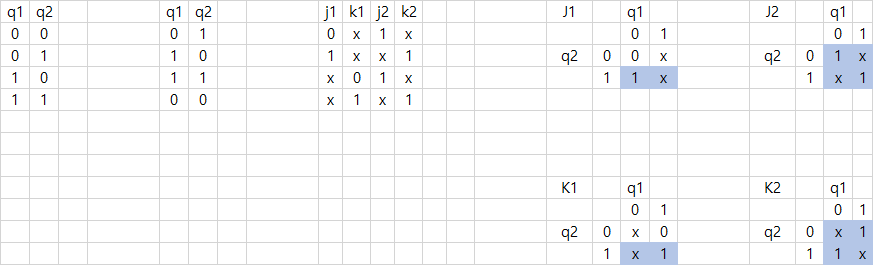 q1 q2 q1 q2 j1 k1 j2 k2 J1 q1 J2 q1
0 0 0 1 0 x 1 x 0 1 0 1
0 1 1 0 1 x x 1 q2 0 0 x q2 0 1 x
1 0 1 1 x 0 1 x 1 1 x 1 x 1
1 1 0 0 x 1 x 1
K1 q1 K2 q1
0 1 0 1
q2 0 x 0 q2 0 x 1
1 x 1 1 1 x